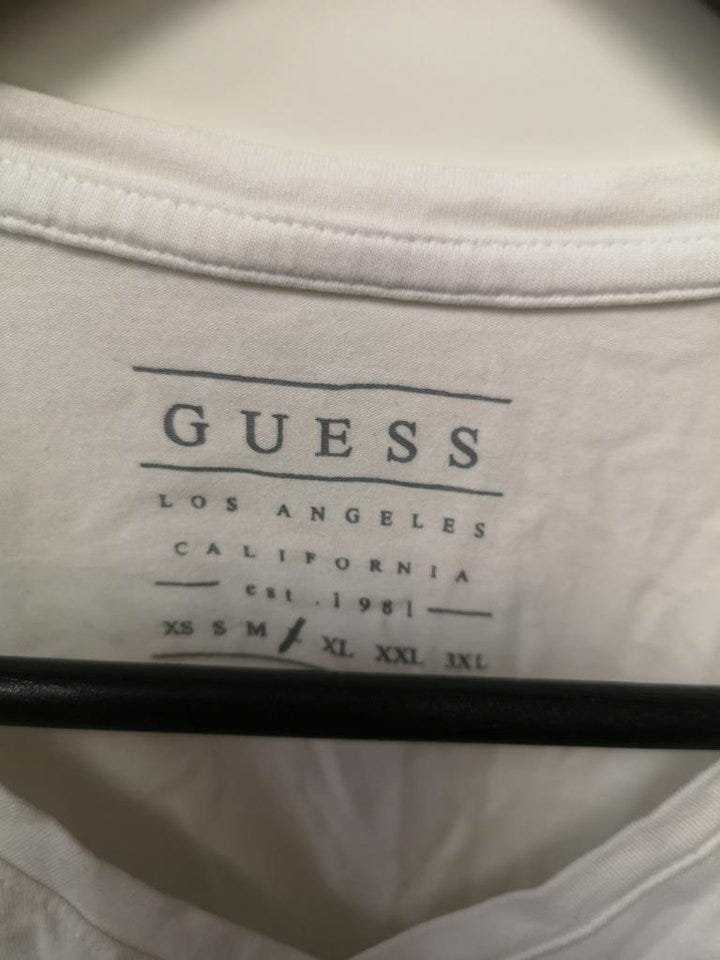 GUESS
LOS ANGELES
CALIFORNIA
est. 1981
XS S M L XL XXL 3XL